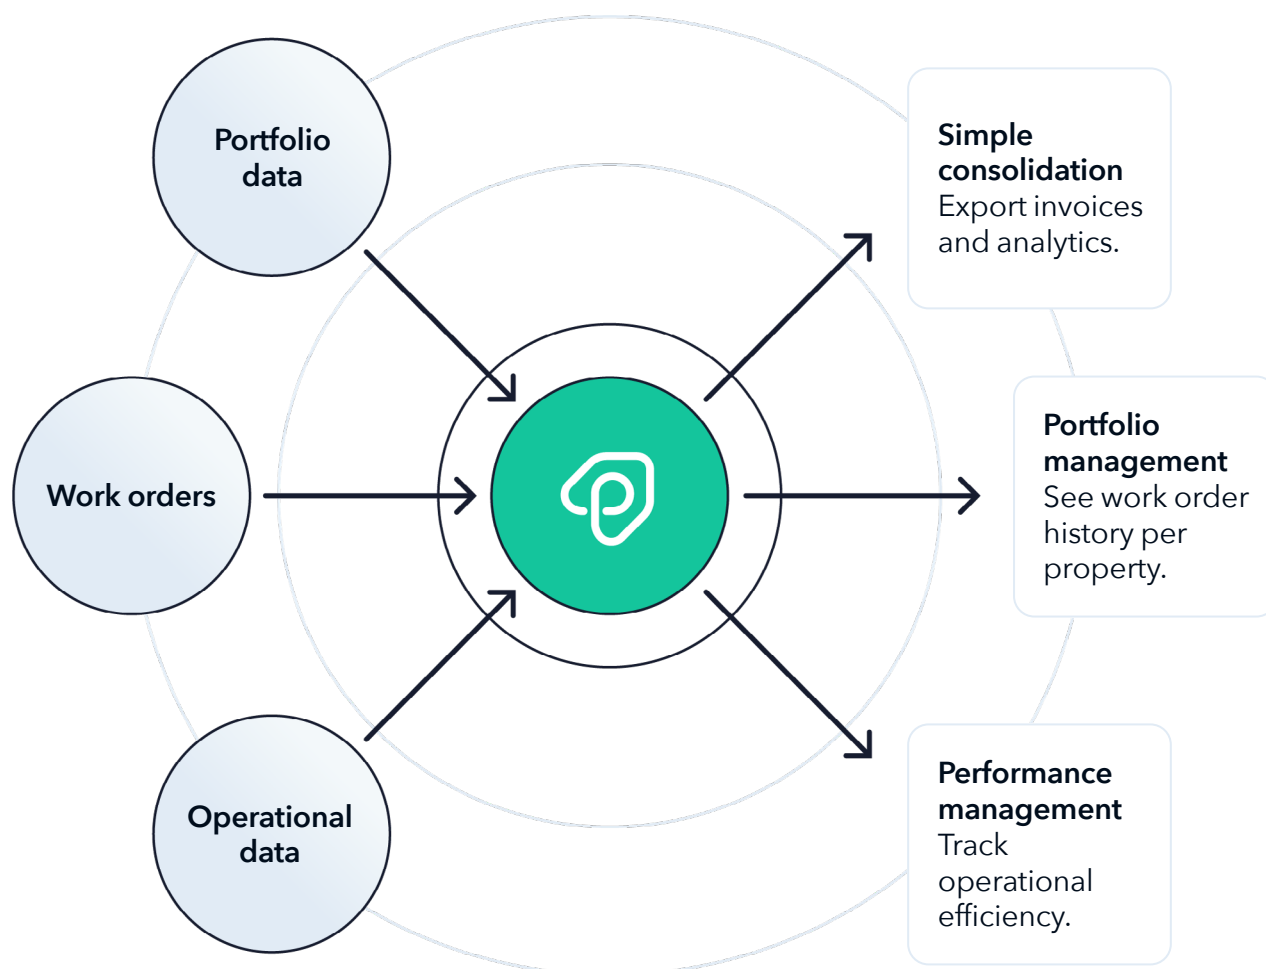 Portfolio
data
Work orders
Operational
data
Simple
consolidation
Export invoices
and analytics.
Portfolio
management
See work order
history per
property.
Performance
management
Track
operational
efficiency.